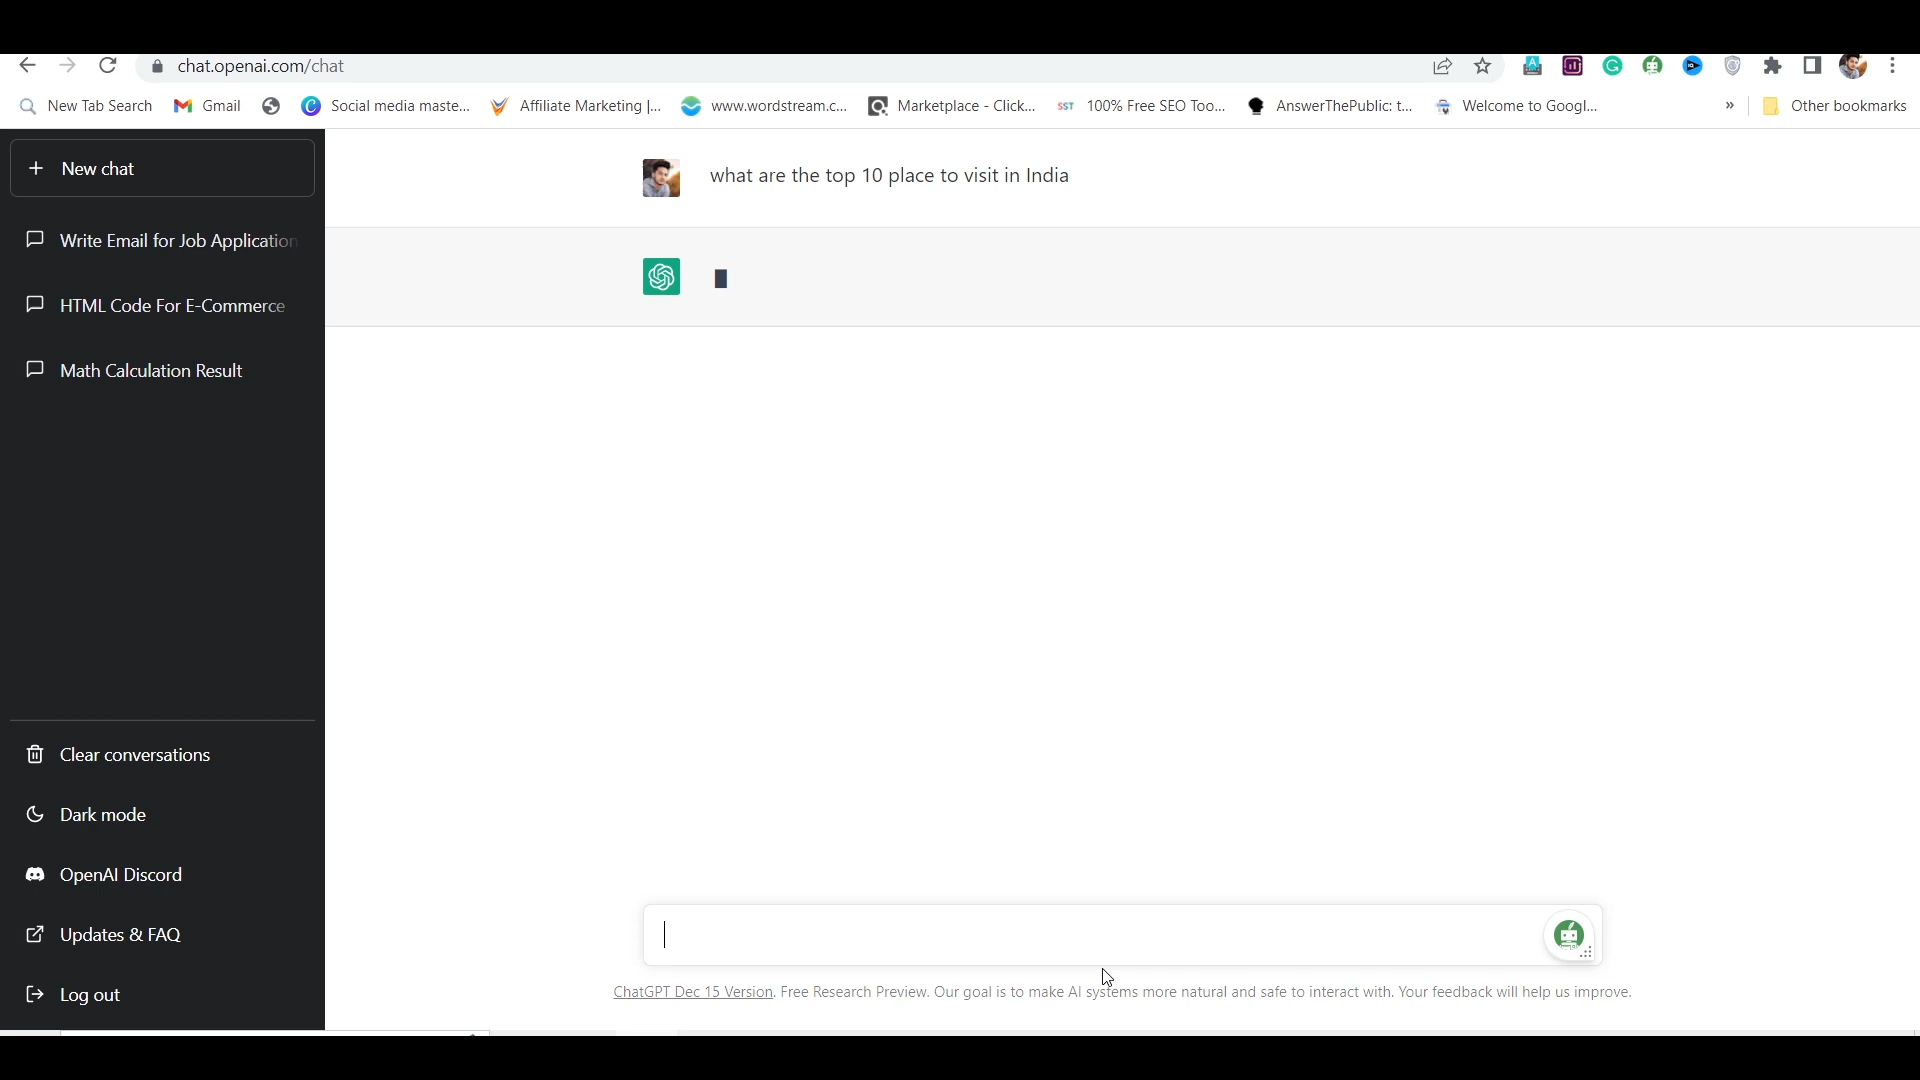 chat.openai.com/chat
New Tab Search Gmail Social media maste... Affiliate Marketing |... www.wordstream.c... Marketplace - Click... SST 100% Free SEO Too... AnswerThePublic: t... Welcome to Googl... » Other bookmarks
+ New chat
Write Email for Job Application
HTML Code For E-Commerce
Math Calculation Result
what are the top 10 place to visit in India
Clear conversations
Dark mode
OpenAI Discord
Updates & FAQ
Log out
ChatGPT Dec 15 Version. Free Research Preview. Our goal is to make AI systems more natural and safe to interact with. Your feedback will help us improve.